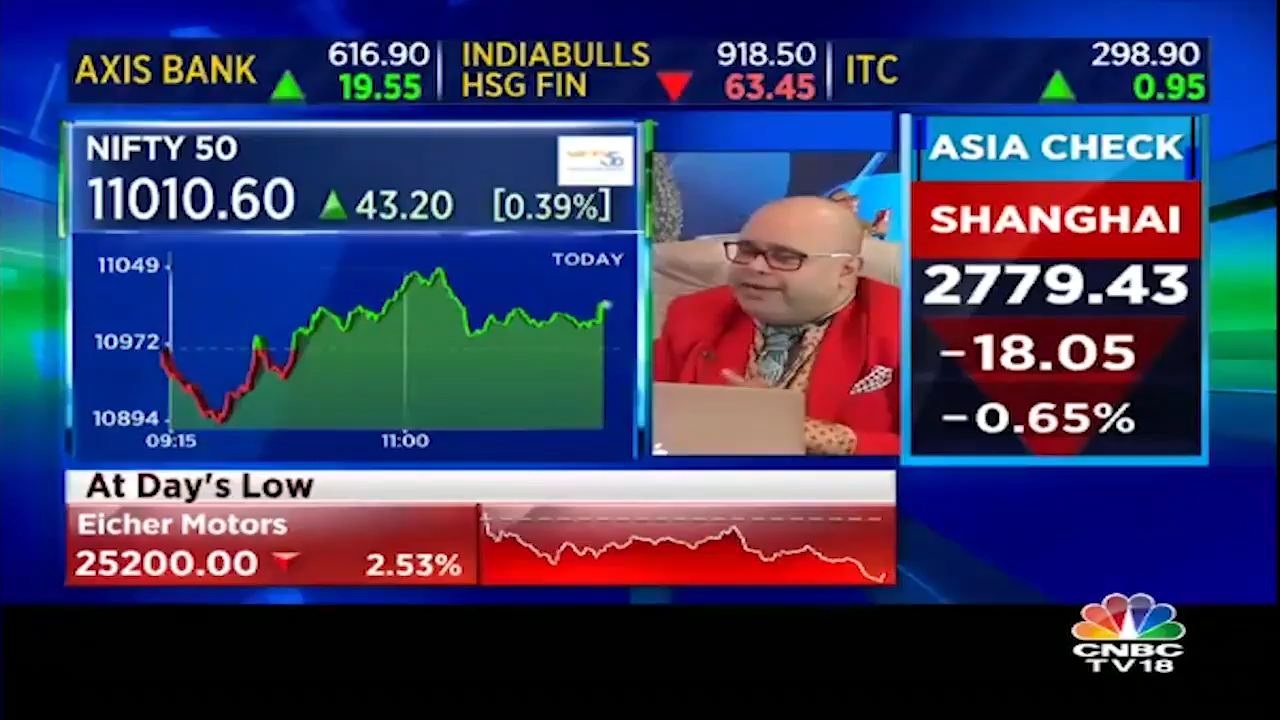 AXIS BANK
616.90
19.55
INDIABULLS
HSG FIN
918.50
63.45
ITC
298.90
0.95
NIFTY 50
11010.60 43.20 [0.39%]
TODAY
11049
10972
10894
09:15
11:00
ASIA CHECK
SHANGHAI
2779.43
-18.05
-0.65%
At Day's Low
Eicher Motors
25200.00 2.53%
CNBC
TV18